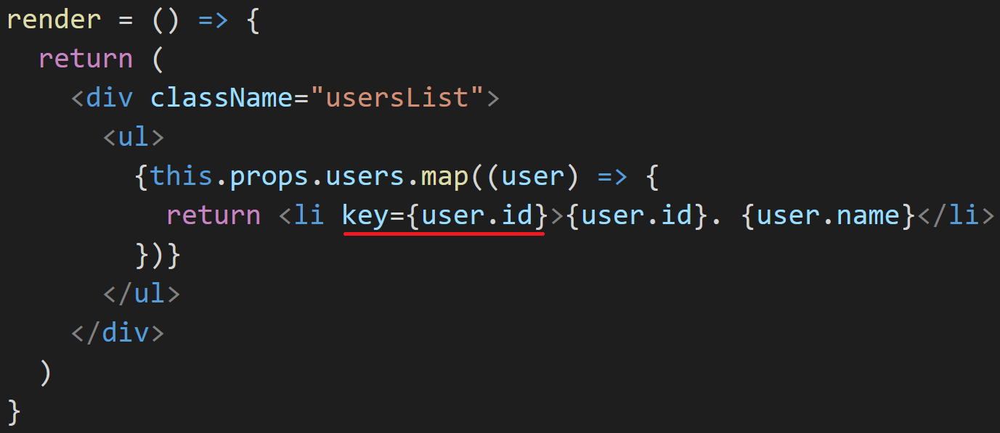 render = () => {
  return (
    <div className="usersList">
      <ul>
        {this.props.users.map((user) => {
          return <li key={user.id}>{user.id}. {user.name}</li>
        })}
      </ul>
    </div>
  )
}